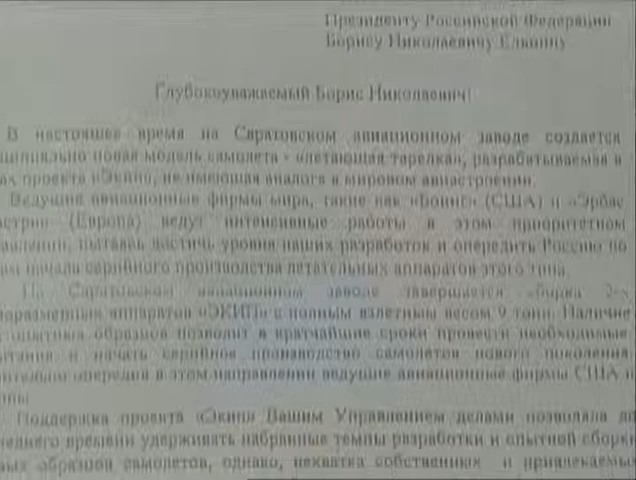 Президенту Российской Федерации
Борису Николаевичу Ельцину
Глубокоуважаемый Борис Николаевич!
В настоящее время на Саратовском авиационном заводе создается
новая модель самолета - «летающая тарелка», разрабатываемая в
проекта «Экип», не имеющая аналога в мировом авиастроении.
Ведущие авиационные фирмы мира, такие как «Боинг» (США) и «Эрбас
(Европа) ведут интенсивные работы в этом приоритетном
пытаясь достичь уровня наших разработок и опередить Россию по
начала серийного производства летательных аппаратов этого типа.
На Саратовском авиационном заводе завершается сборка 2-х
аппаратов «ЭКИП» с полным взлетным весом 9 тонн. Наличие
опытных образцов позволит в кратчайшие сроки провести необходимые
и начать серийное производство самолетов нового поколения
опередив в этом направлении ведущие авиационные фирмы США и
Поддержка проекта «Экип» Вашим Управлением делами позволяла до
времени удерживать набранные темпы разработки и опытной сборки
образцов самолетов, однако, нехватка собственных и привлекаемых